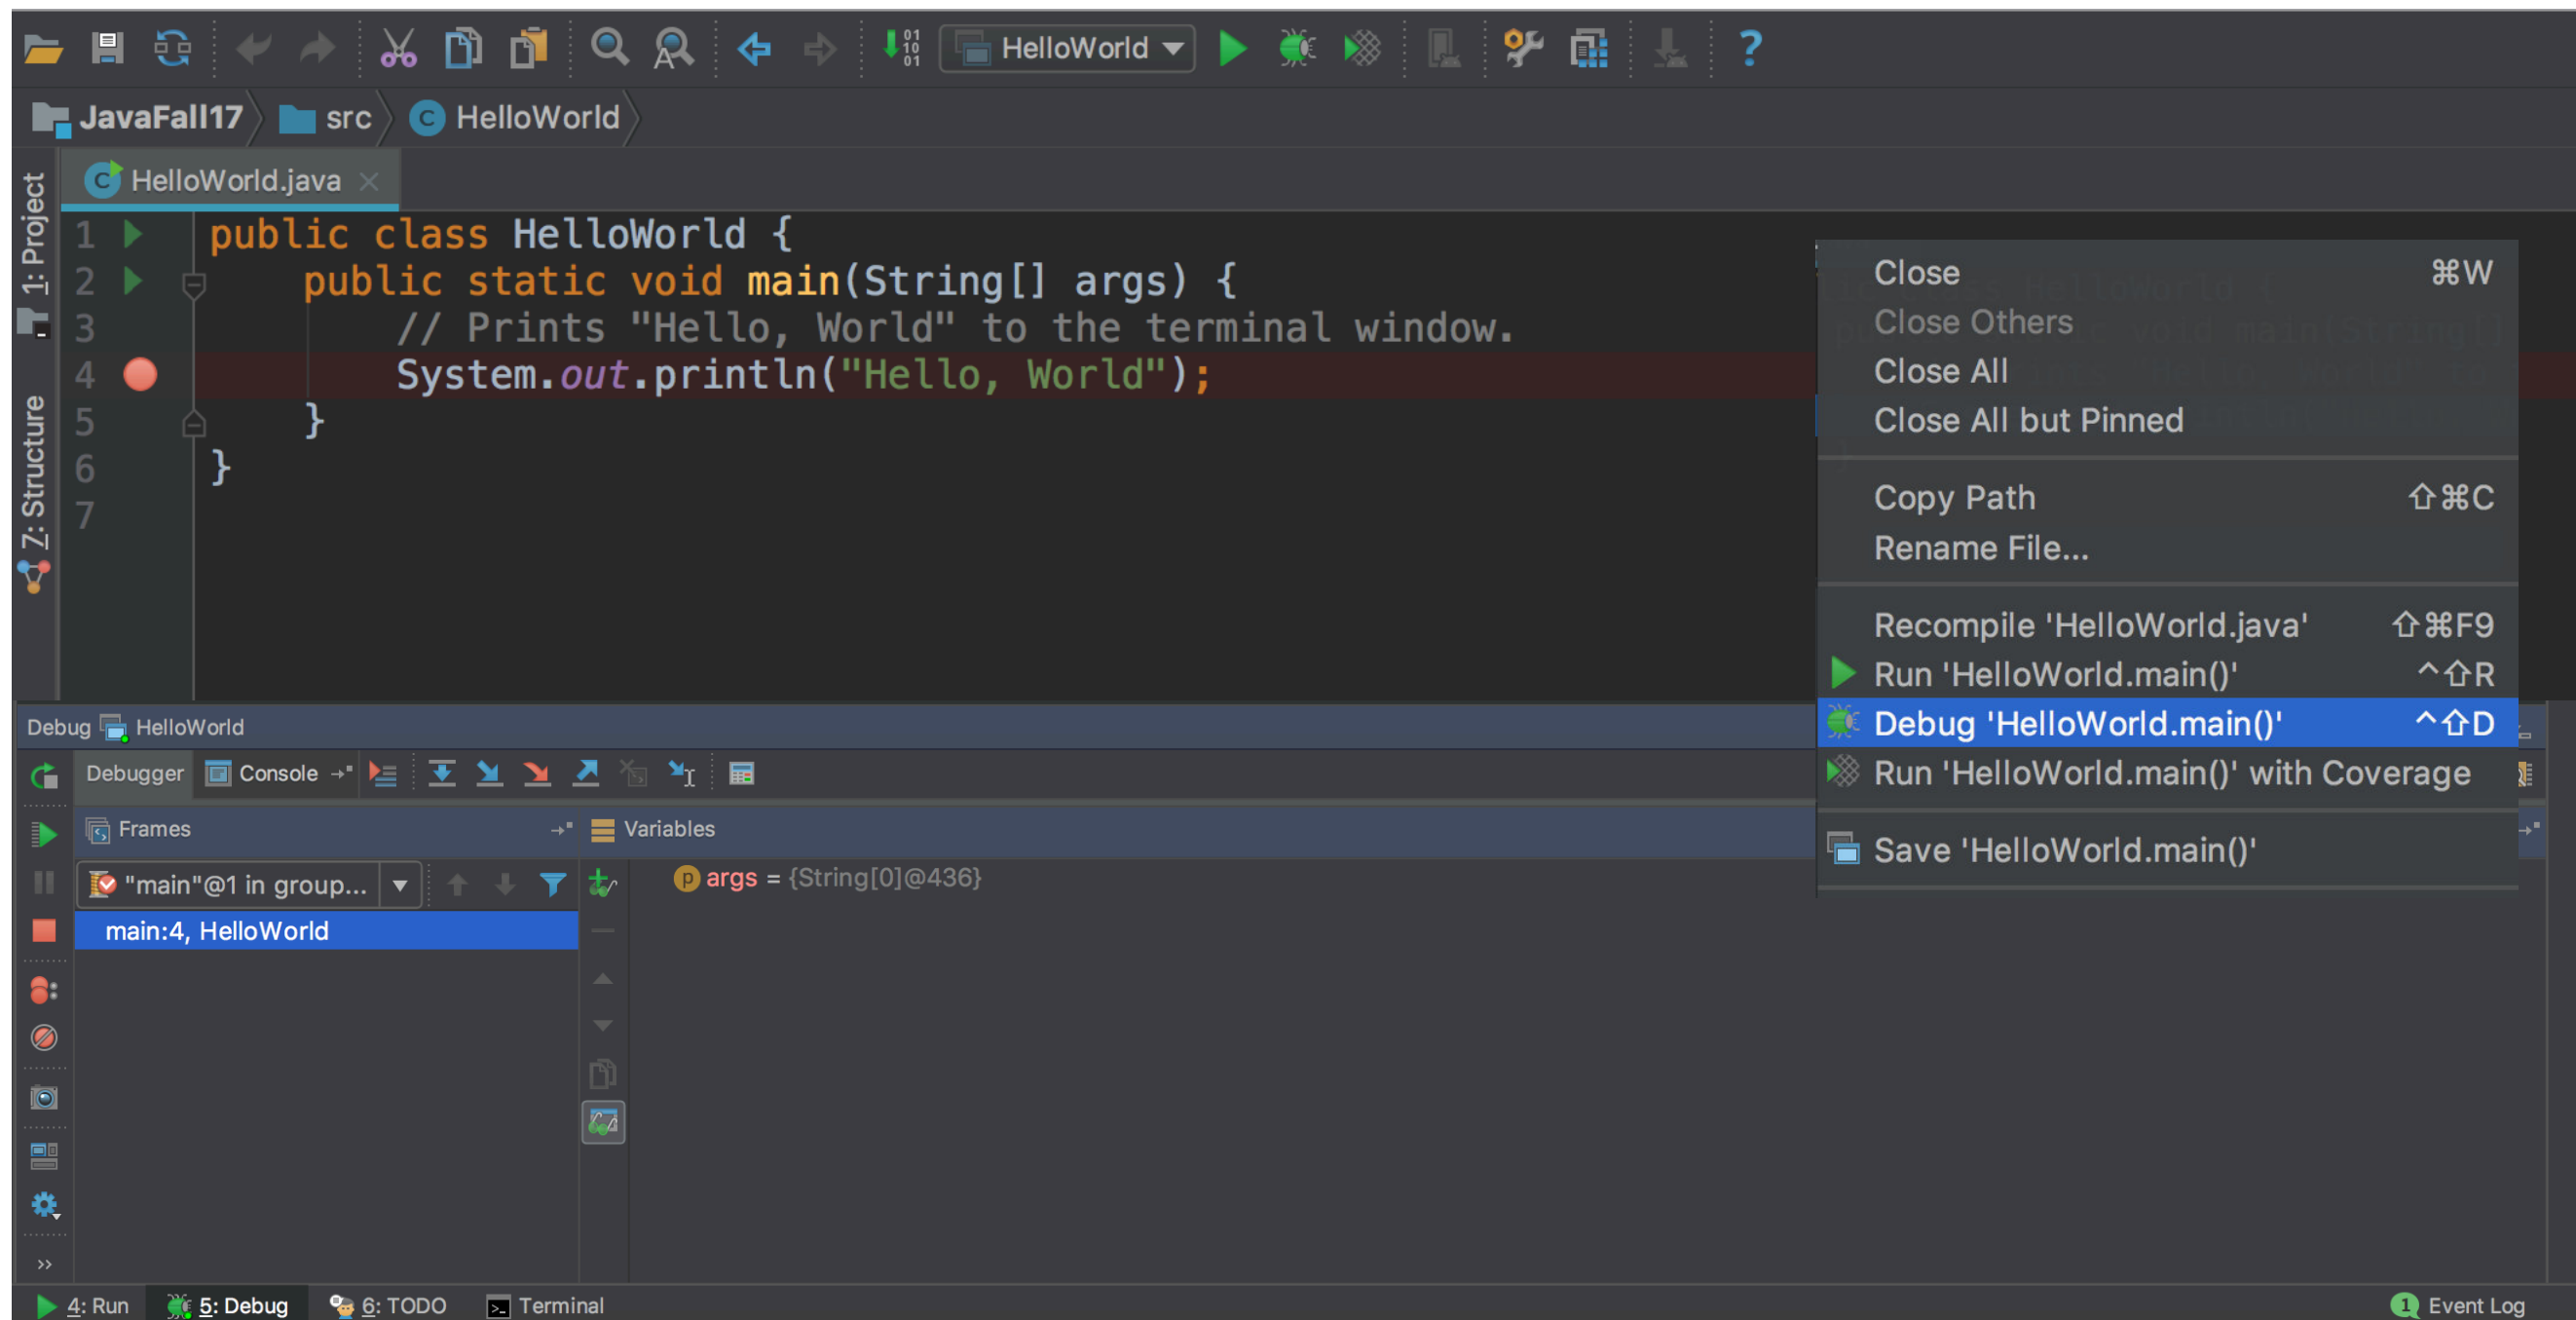 HelloWorld
JavaFall17 src HelloWorld
HelloWorld.java
1: Project
7: Structure
1 public class HelloWorld {
2 public static void main(String[] args) {
3 // Prints "Hello, World" to the terminal window.
4 System.out.println("Hello, World");
5 }
6 }
7
Close ⌘W
Close Others
Close All
Close All but Pinned
Copy Path ⇧⌘C
Rename File...
Recompile 'HelloWorld.java' ⇧⌘F9
Run 'HelloWorld.main()' ^⇧R
Debug 'HelloWorld.main()' ^⇧D
Run 'HelloWorld.main()' with Coverage
Save 'HelloWorld.main()'
Debug HelloWorld
Debugger Console
Frames Variables
"main"@1 in group... args = {String[0]@436}
main:4, HelloWorld
4: Run 5: Debug 6: TODO Terminal 1 Event Log